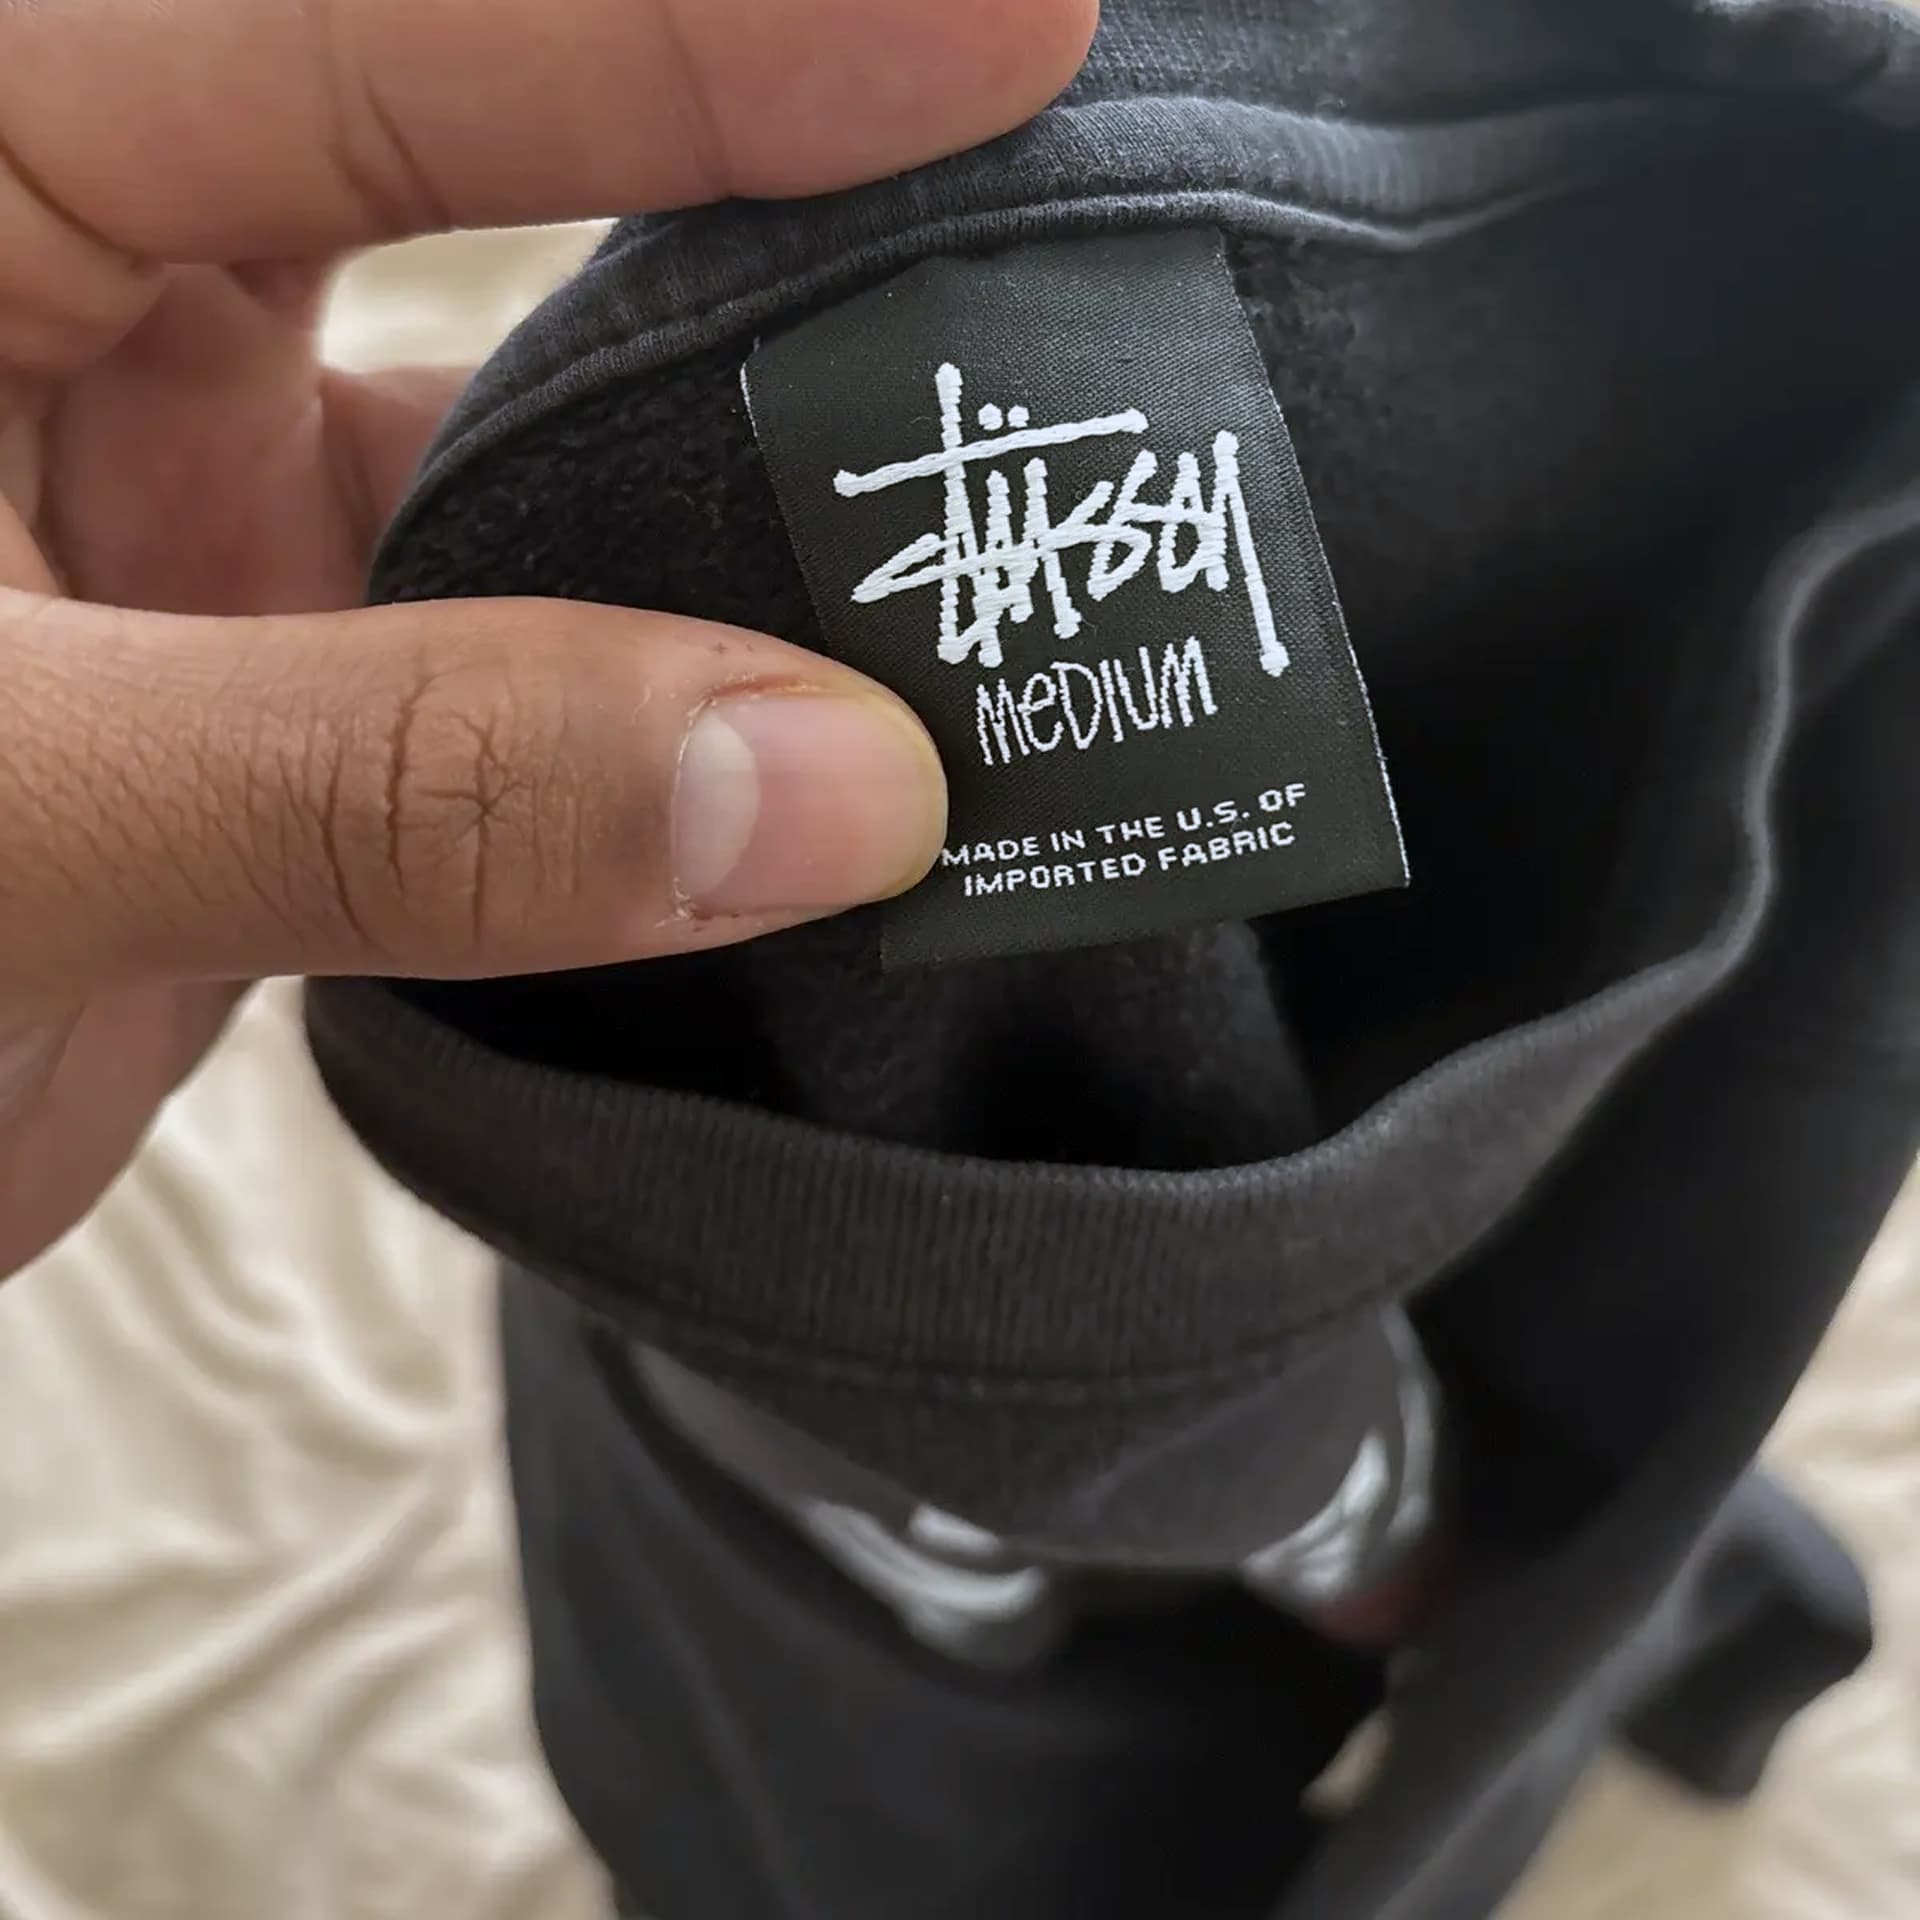 Stüssy
MeDIUM
MADE IN THE U.S. OF
IMPORTED FABRIC